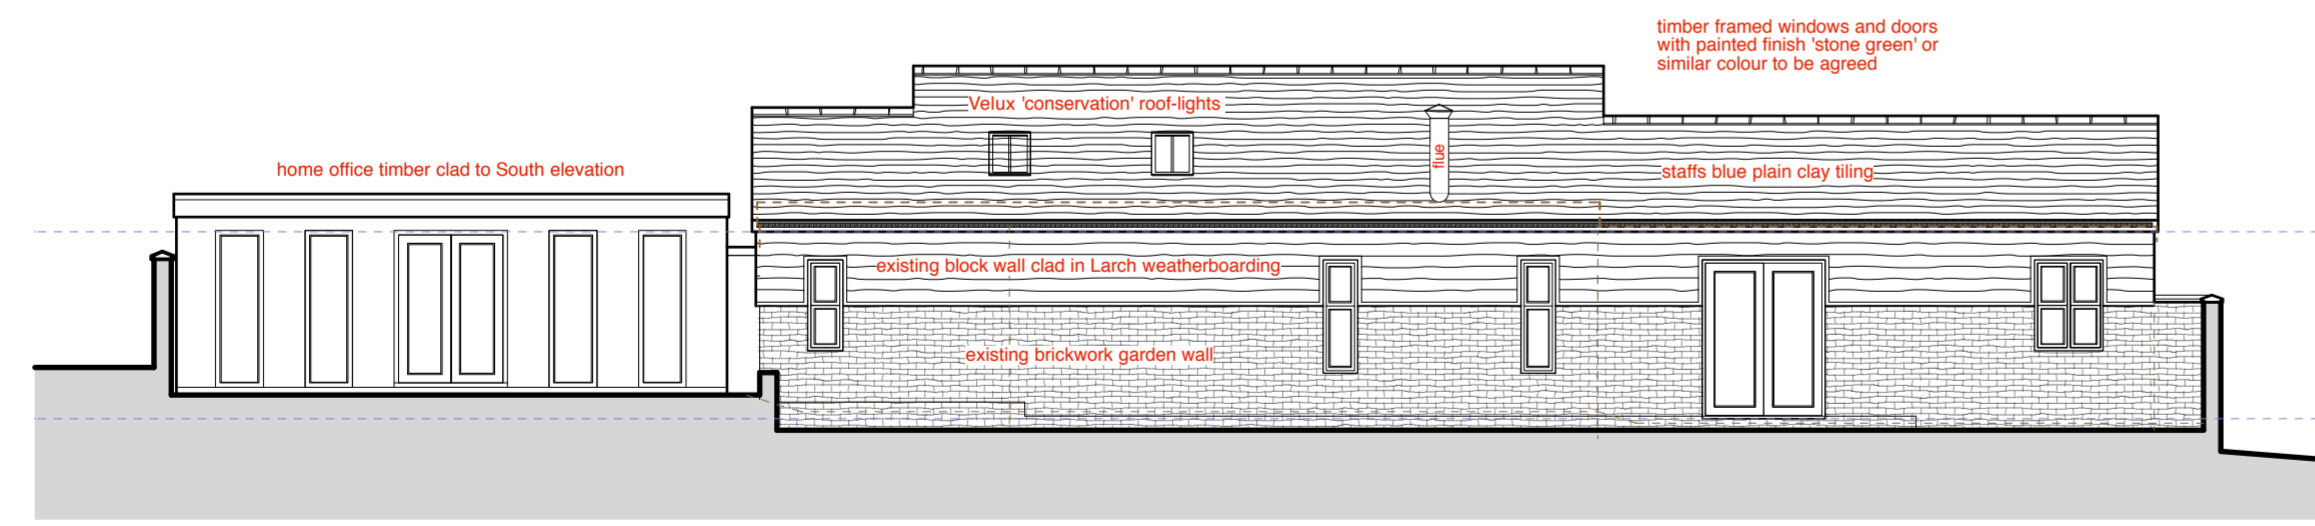 timber framed windows and doors
with painted finish 'stone green' or
similar colour to be agreed
Velux 'conservation' roof-lights
flue
home office timber clad to South elevation
staffs blue plain clay tiling
existing block wall clad in Larch weatherboarding
existing brickwork garden wall